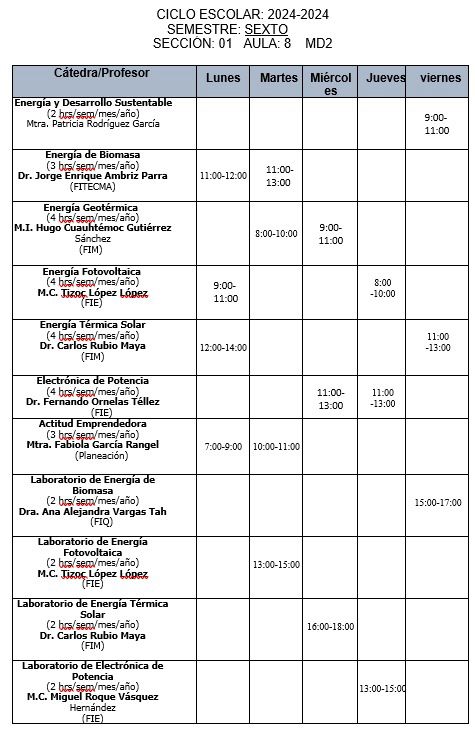 CICLO ESCOLAR: 2024-2024
SEMESTRE: SEXTO
SECCIÓN: 01 AULA: 8 MD2
Cátedra/Profesor Lunes Martes Miércoles Jueves viernes
Energía y Desarrollo Sustentable
(2 hrs/sem/mes/año)
Mtra. Patricia Rodríguez García
9:00-
11:00
Energía de Biomasa
(3 hrs/sem/mes/año)
Dr. Jorge Enrique Ambriz Parra
(FITECMA)
11:00-12:00
11:00-
13:00
Energía Geotérmica
(4 hrs/sem/mes/año)
M.I. Hugo Cuauhtémoc Gutiérrez
Sánchez
(FIM)
8:00-10:00
9:00-
11:00
Energía Fotovoltaica
(4 hrs/sem/mes/año)
M.C. Tizoc López López
(FIE)
9:00-
11:00
8:00
-10:00
Energía Térmica Solar
(4 hrs/sem/mes/año)
Dr. Carlos Rubio Maya
(FIM)
12:00-14:00
11:00
-13:00
Electrónica de Potencia
(4 hrs/sem/mes/año)
Dr. Fernando Ornelas Téllez
(FIE)
11:00-
13:00
11:00
-13:00
Actitud Emprendedora
(3 hrs/sem/mes/año)
Mtra. Fabiola García Rangel
(Planeación)
7:00-9:00
10:00-11:00
Laboratorio de Energía de
Biomasa
(2 hrs/sem/mes/año)
Dra. Ana Alejandra Vargas Tah
(FIQ)
15:00-17:00
Laboratorio de Energía
Fotovoltaica
(2 hrs/sem/mes/año)
M.C. Tizoc López López
(FIE)
13:00-15:00
Laboratorio de Energía Térmica
Solar
(2 hrs/sem/mes/año)
Dr. Carlos Rubio Maya
(FIM)
16:00-18:00
Laboratorio de Electrónica de
Potencia
(2 hrs/sem/mes/año)
M.C. Miguel Roque Vásquez
Hernández
(FIE)
13:00-15:00